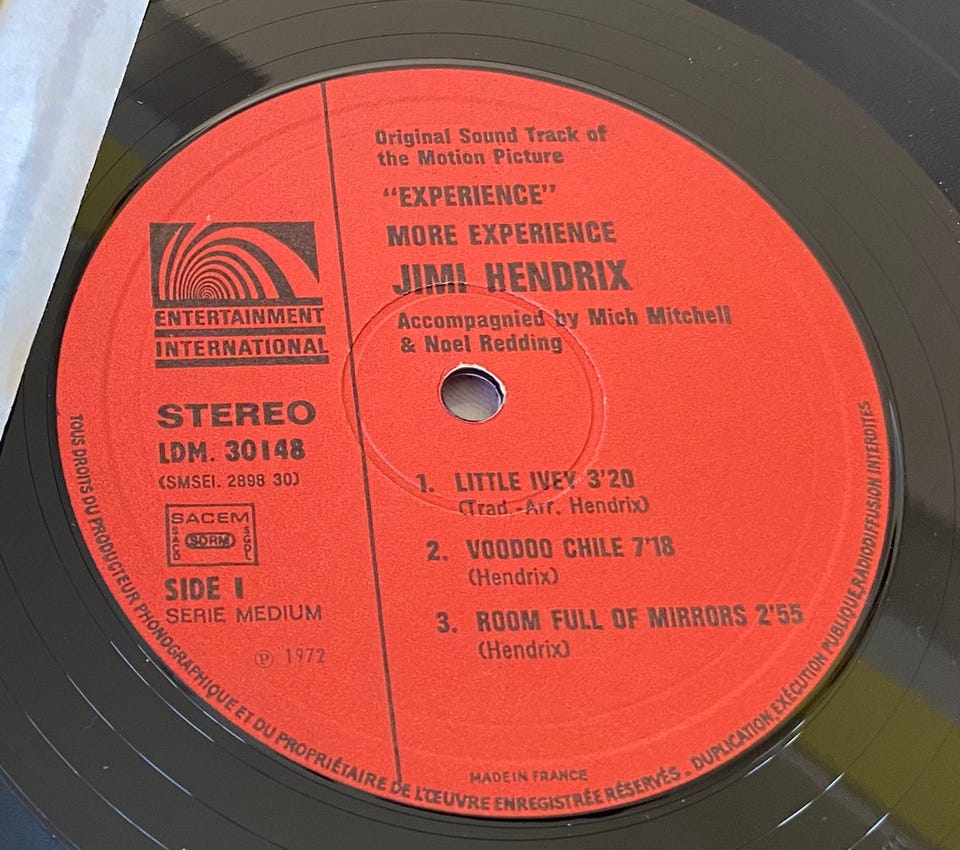 Original Sound Track of
the Motion Picture
"EXPERIENCE"
MORE EXPERIENCE
JIMI HENDRIX
Accompagnied by Mich Mitchell
& Noel Redding
ENTERTAINMENT
INTERNATIONAL
STEREO
LDM. 30148
(SMSEI. 2898 30)
SACEM
SACD
SDRM
SGDL
SIDE 1
SERIE MEDIUM
℗ 1972
1. LITTLE IVEY 3'20
(Trad.-Arr. Hendrix)
2. VOODOO CHILE 7'18
(Hendrix)
3. ROOM FULL OF MIRRORS 2'55
(Hendrix)
MADE IN FRANCE
TOUS DROITS DU PRODUCTEUR PHONOGRAPHIQUE ET DU PROPRIÉTAIRE DE L'ŒUVRE ENREGISTRÉE RÉSERVÉS. DUPLICATION, EXÉCUTION PUBLIQUE, RADIODIFFUSION INTERDITES